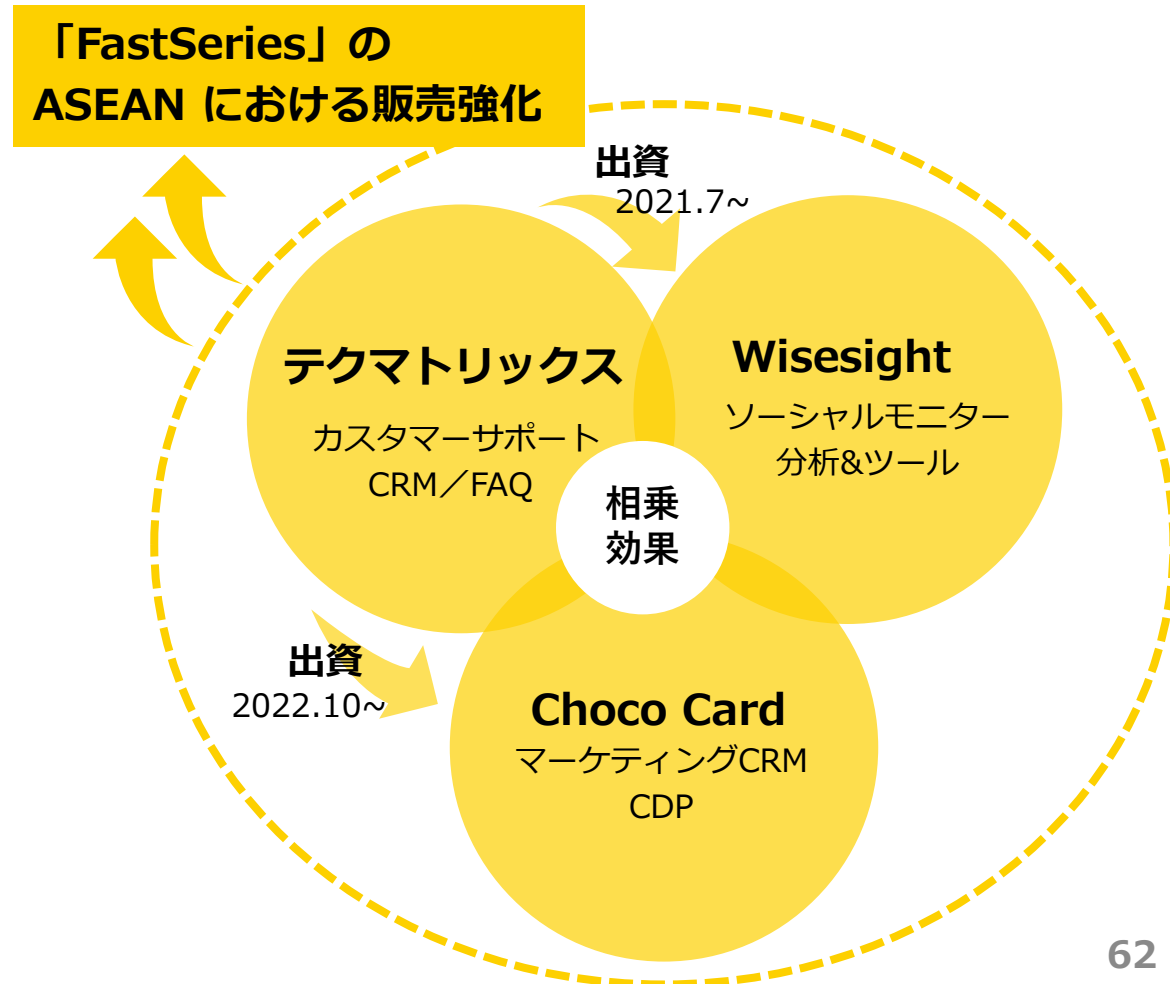 「FastSeries」の
ASEAN における販売強化
出資
2021.7~
テクマトリックス
カスタマーサポート
CRM／FAQ
Wisesight
ソーシャルモニター
分析&ツール
相乗
効果
出資
2022.10~
Choco Card
マーケティングCRM
CDP
62